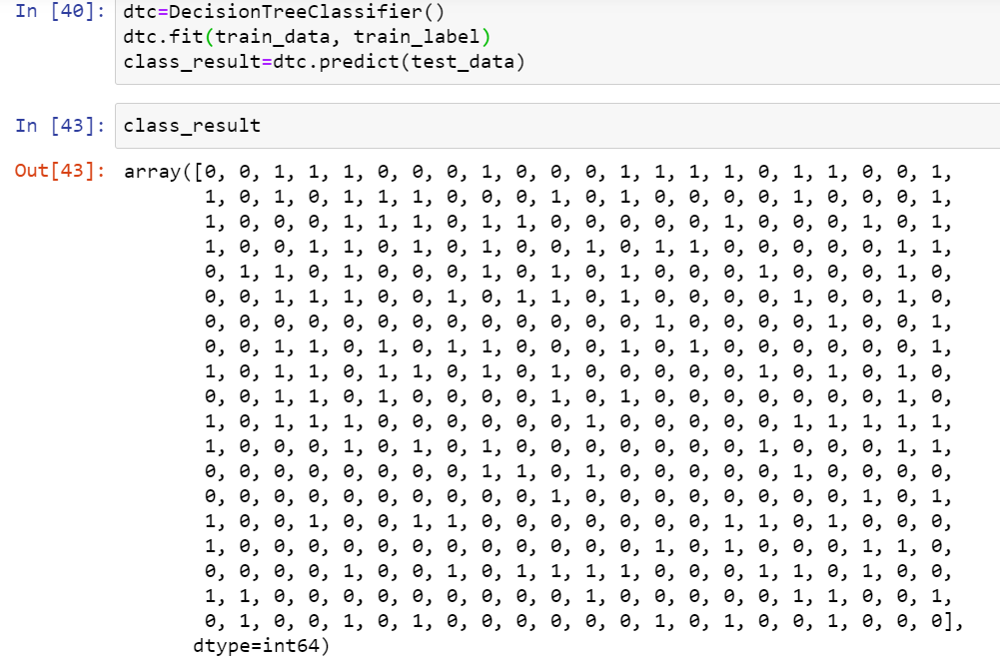 In [40]: dtc=DecisionTreeClassifier()
dtc.fit(train_data, train_label)
class_result=dtc.predict(test_data)
In [43]: class_result
Out[43]: array([0, 0, 1, 1, 1, 0, 0, 0, 1, 0, 0, 0, 1, 1, 1, 1, 0, 1, 1, 0, 0, 1,
1, 0, 1, 0, 1, 1, 1, 0, 0, 0, 1, 0, 1, 0, 0, 0, 0, 1, 0, 0, 0, 1,
1, 0, 0, 0, 1, 1, 1, 0, 1, 1, 0, 0, 0, 0, 0, 1, 0, 0, 0, 1, 0, 1,
1, 0, 0, 1, 1, 0, 1, 0, 1, 0, 0, 1, 0, 1, 1, 0, 0, 0, 0, 0, 1, 1,
0, 1, 1, 0, 1, 0, 0, 0, 1, 0, 1, 0, 1, 0, 0, 0, 1, 0, 0, 0, 1, 0,
0, 0, 1, 1, 1, 0, 0, 1, 0, 1, 1, 0, 1, 0, 0, 0, 0, 1, 0, 0, 1, 0,
0, 0, 0, 0, 0, 0, 0, 0, 0, 0, 0, 0, 0, 1, 0, 0, 0, 0, 1, 0, 0, 1,
0, 0, 1, 1, 0, 1, 0, 1, 1, 0, 0, 0, 1, 0, 1, 0, 0, 0, 0, 0, 0, 1,
1, 0, 1, 1, 0, 1, 1, 0, 1, 0, 1, 0, 0, 0, 0, 0, 1, 0, 1, 0, 1, 0,
0, 0, 1, 1, 0, 1, 0, 0, 0, 0, 1, 0, 1, 0, 0, 0, 0, 0, 0, 0, 1, 0,
1, 0, 1, 1, 1, 0, 0, 0, 0, 0, 0, 1, 0, 0, 0, 0, 0, 1, 1, 1, 1, 1,
1, 0, 0, 0, 1, 0, 1, 0, 1, 0, 0, 0, 0, 0, 0, 0, 1, 0, 0, 0, 1, 1,
0, 0, 0, 0, 0, 0, 0, 0, 1, 1, 0, 1, 0, 0, 0, 0, 0, 1, 0, 0, 0, 0,
0, 0, 0, 0, 0, 0, 0, 0, 0, 0, 1, 0, 0, 0, 0, 0, 0, 0, 0, 1, 0, 1,
1, 0, 0, 1, 0, 0, 1, 1, 0, 0, 0, 0, 0, 0, 0, 1, 1, 0, 1, 0, 0, 0,
1, 0, 0, 0, 0, 0, 0, 0, 0, 0, 0, 0, 0, 1, 0, 1, 0, 0, 0, 1, 1, 0,
0, 0, 0, 0, 1, 0, 0, 1, 0, 1, 1, 1, 1, 0, 0, 0, 1, 1, 0, 1, 0, 0,
1, 1, 0, 0, 0, 0, 0, 0, 0, 0, 0, 1, 0, 0, 0, 0, 0, 1, 1, 0, 0, 1,
0, 1, 0, 0, 1, 0, 1, 0, 0, 0, 0, 0, 0, 1, 0, 1, 0, 0, 1, 0, 0, 0],
dtype=int64)